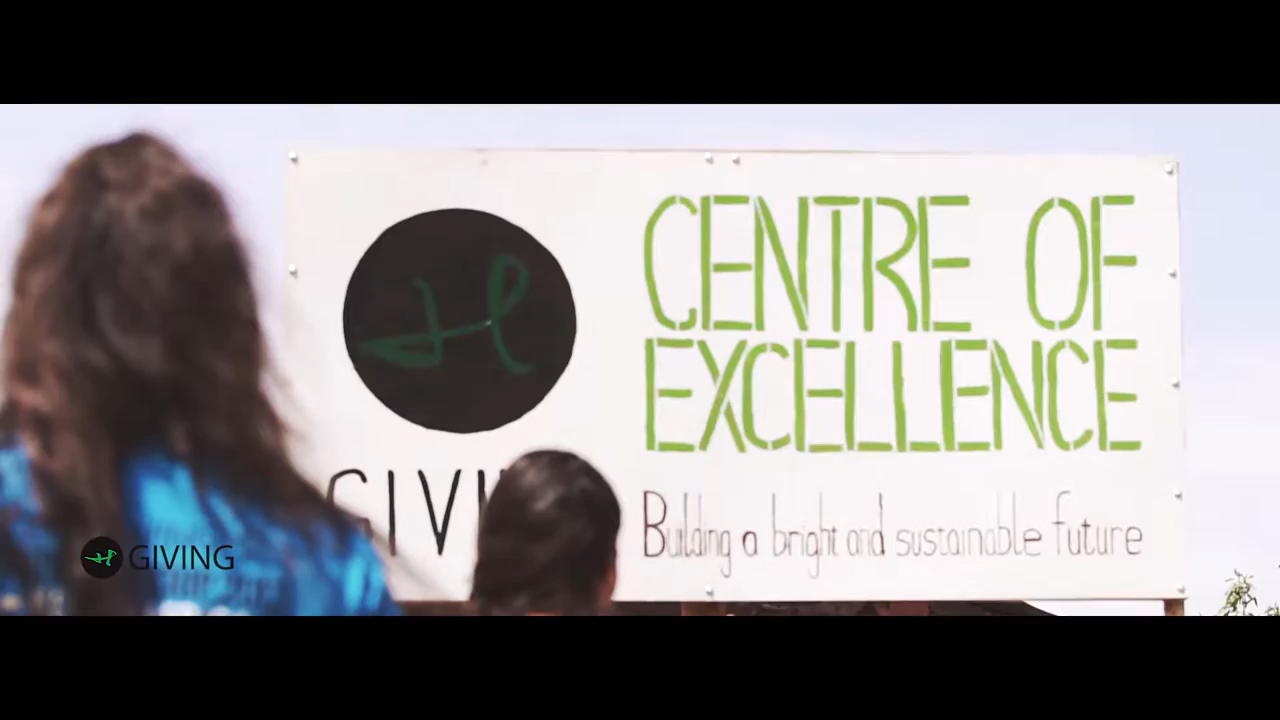 CENTRE OF
EXCELLENCE
Building a bright and sustainable future
GIVING